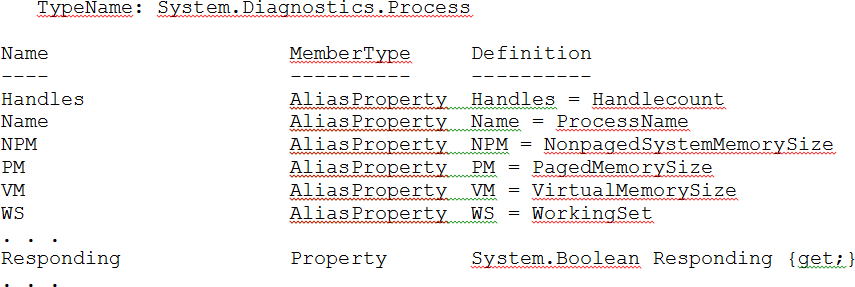 TypeName: System.Diagnostics.Process
Name MemberType Definition
---- ---------- ----------
Handles AliasProperty Handles = Handlecount
Name AliasProperty Name = ProcessName
NPM AliasProperty NPM = NonpagedSystemMemorySize
PM AliasProperty PM = PagedMemorySize
VM AliasProperty VM = VirtualMemorySize
WS AliasProperty WS = WorkingSet
. . .
Responding Property System.Boolean Responding {get;}
. . .